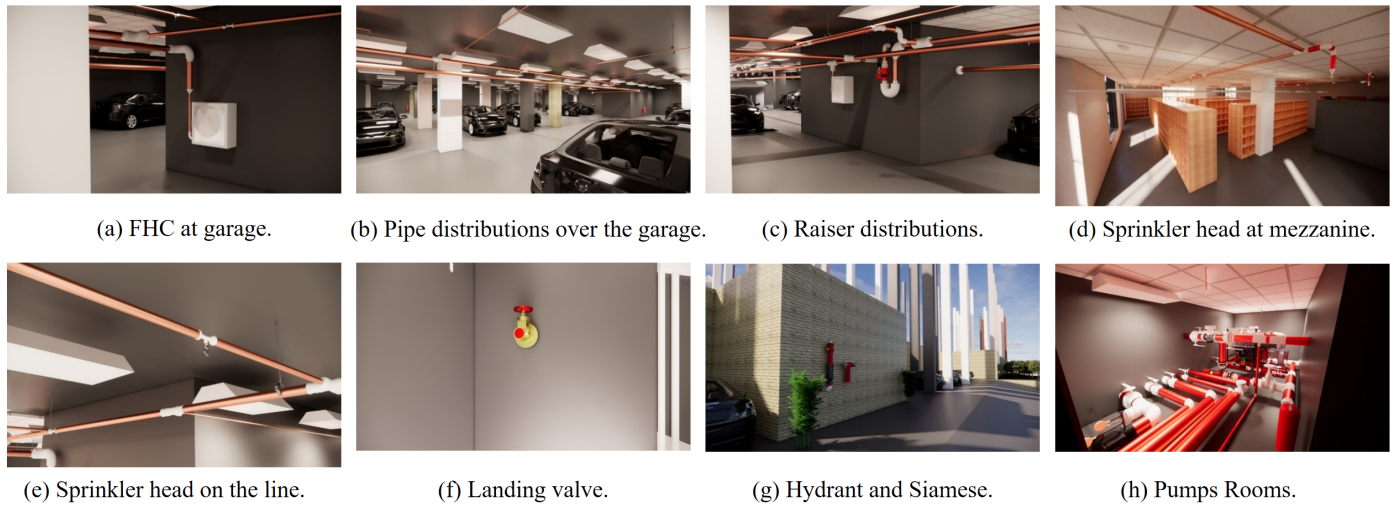 (a) FHC at garage.
(b) Pipe distributions over the garage.
(c) Raiser distributions.
(d) Sprinkler head at mezzanine.
(e) Sprinkler head on the line.
(f) Landing valve.
(g) Hydrant and Siamese.
(h) Pumps Rooms.